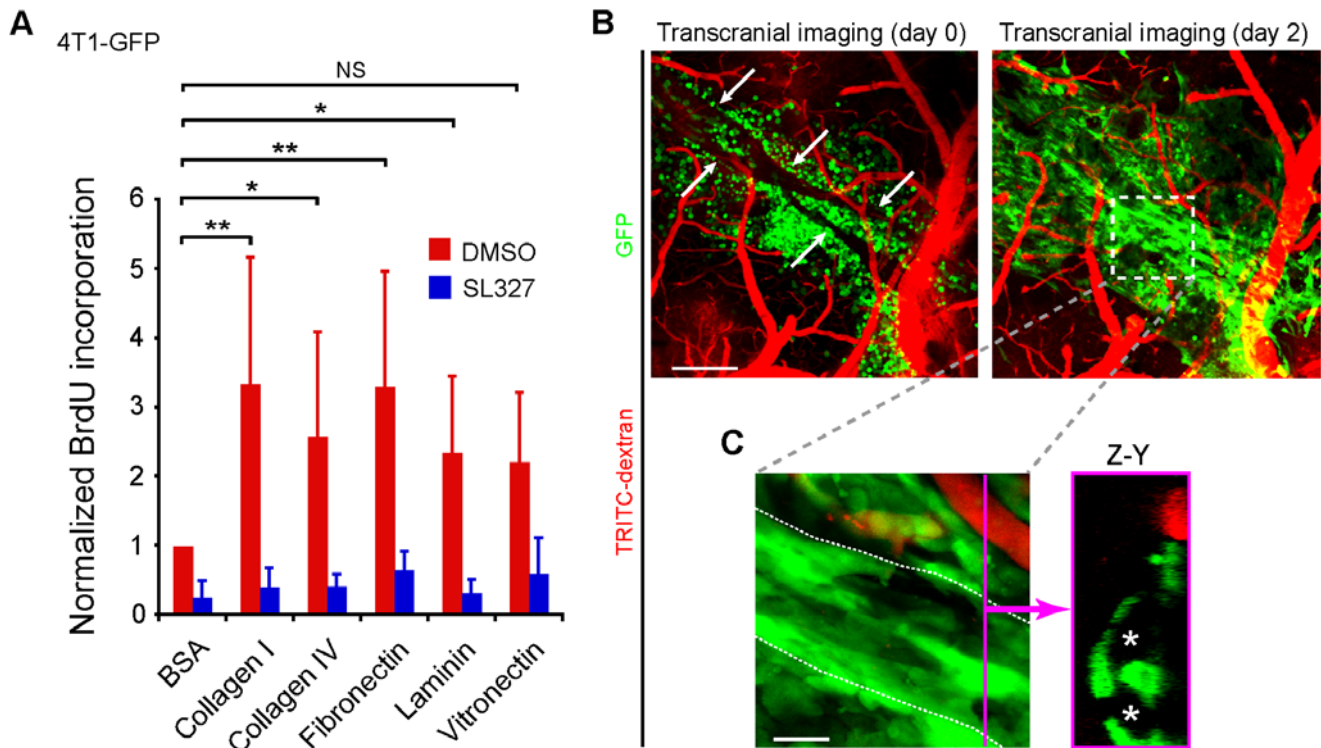 A
4T1-GFP
NS
*
**
*
**
Normalized BrdU incorporation
6
5
4
3
2
1
0
DMSO
SL327
BSA
Collagen I
Collagen IV
Fibronectin
Laminin
Vitronectin
B
Transcranial imaging (day 0)
Transcranial imaging (day 2)
GFP
TRITC-dextran
C
Z-Y
*
*